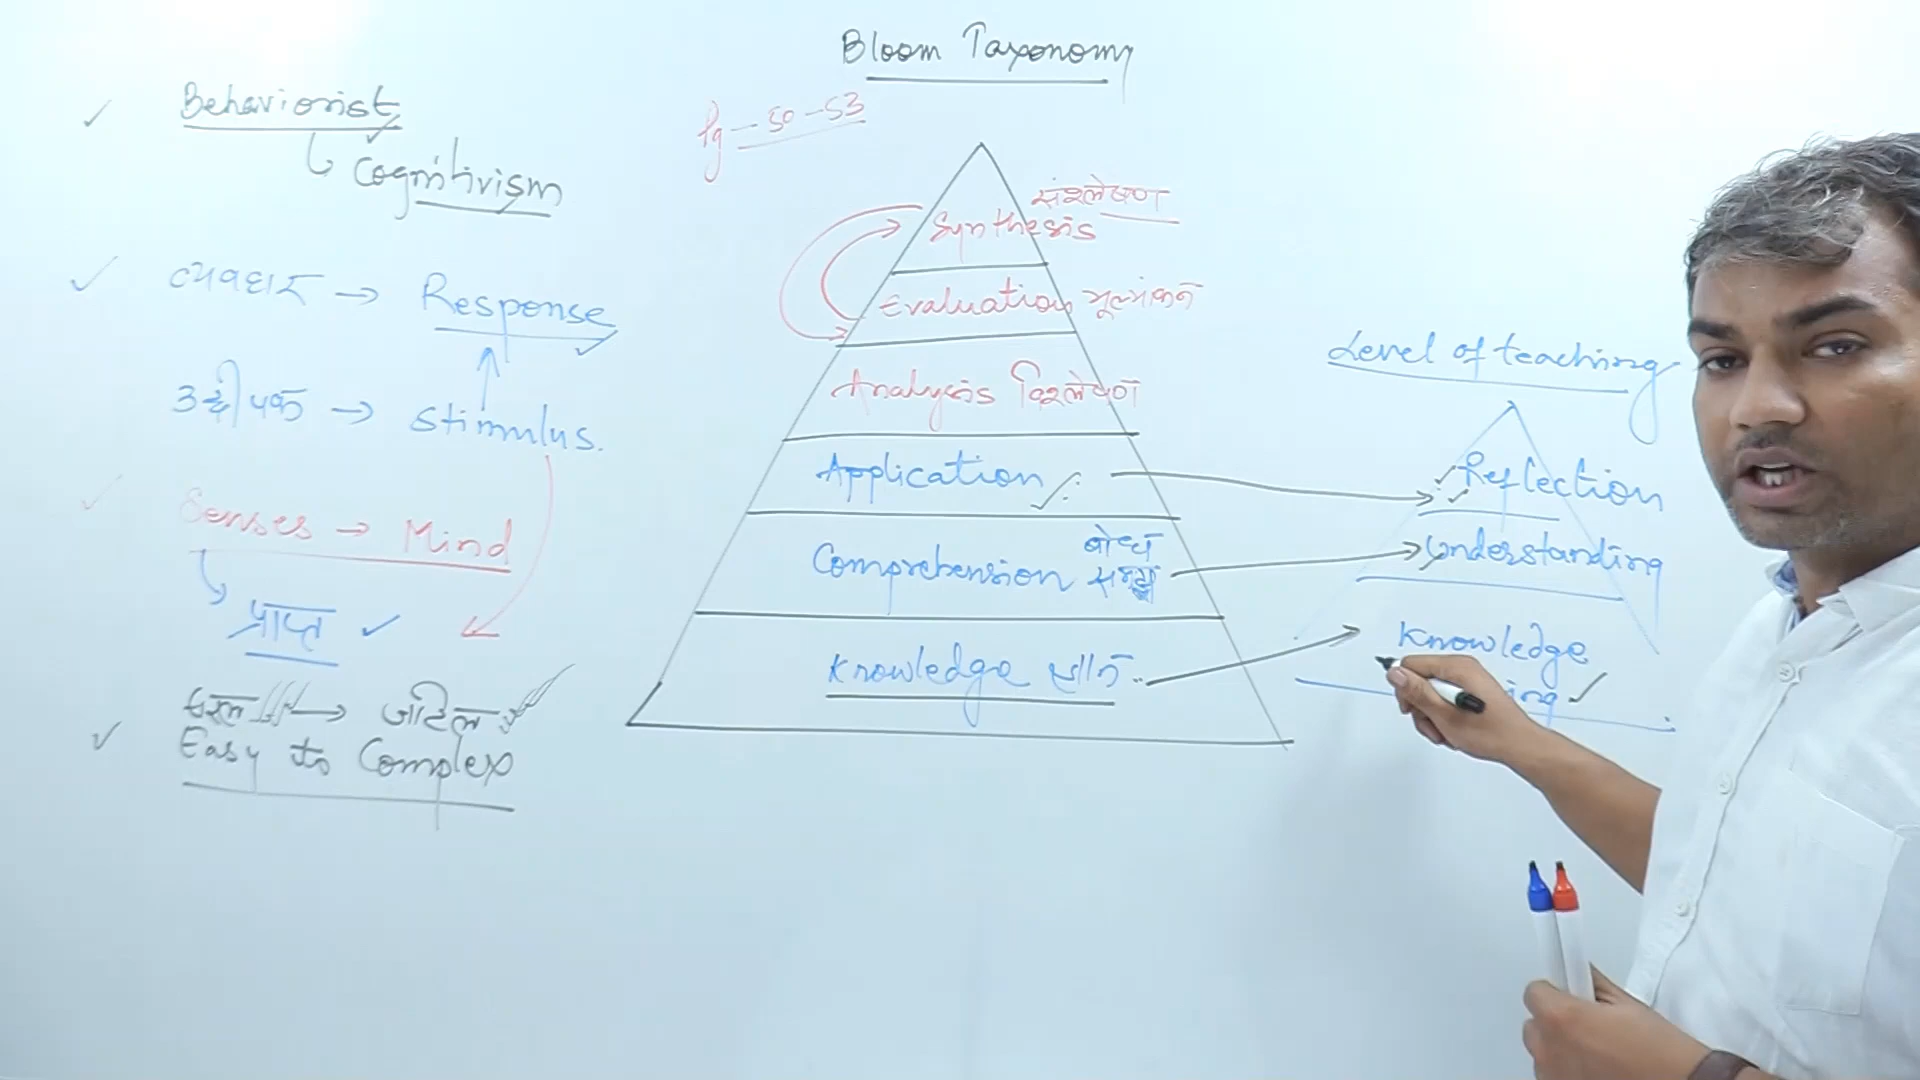 Bloom Taxonomy
Behaviorist
Cognitivism
व्यवहार → Response
उद्दीपक → Stimulus.
Senses → Mind
प्राप्त
सरल → जटिल
Easy to Complex
Pg - 50 - 53
संश्लेषण
Synthesis
Evaluation मूल्यांकन
Analysis विश्लेषण
Application
बोध
Comprehension समझ
Knowledge ज्ञान
Level of teaching
Reflection
Understanding
Knowledge